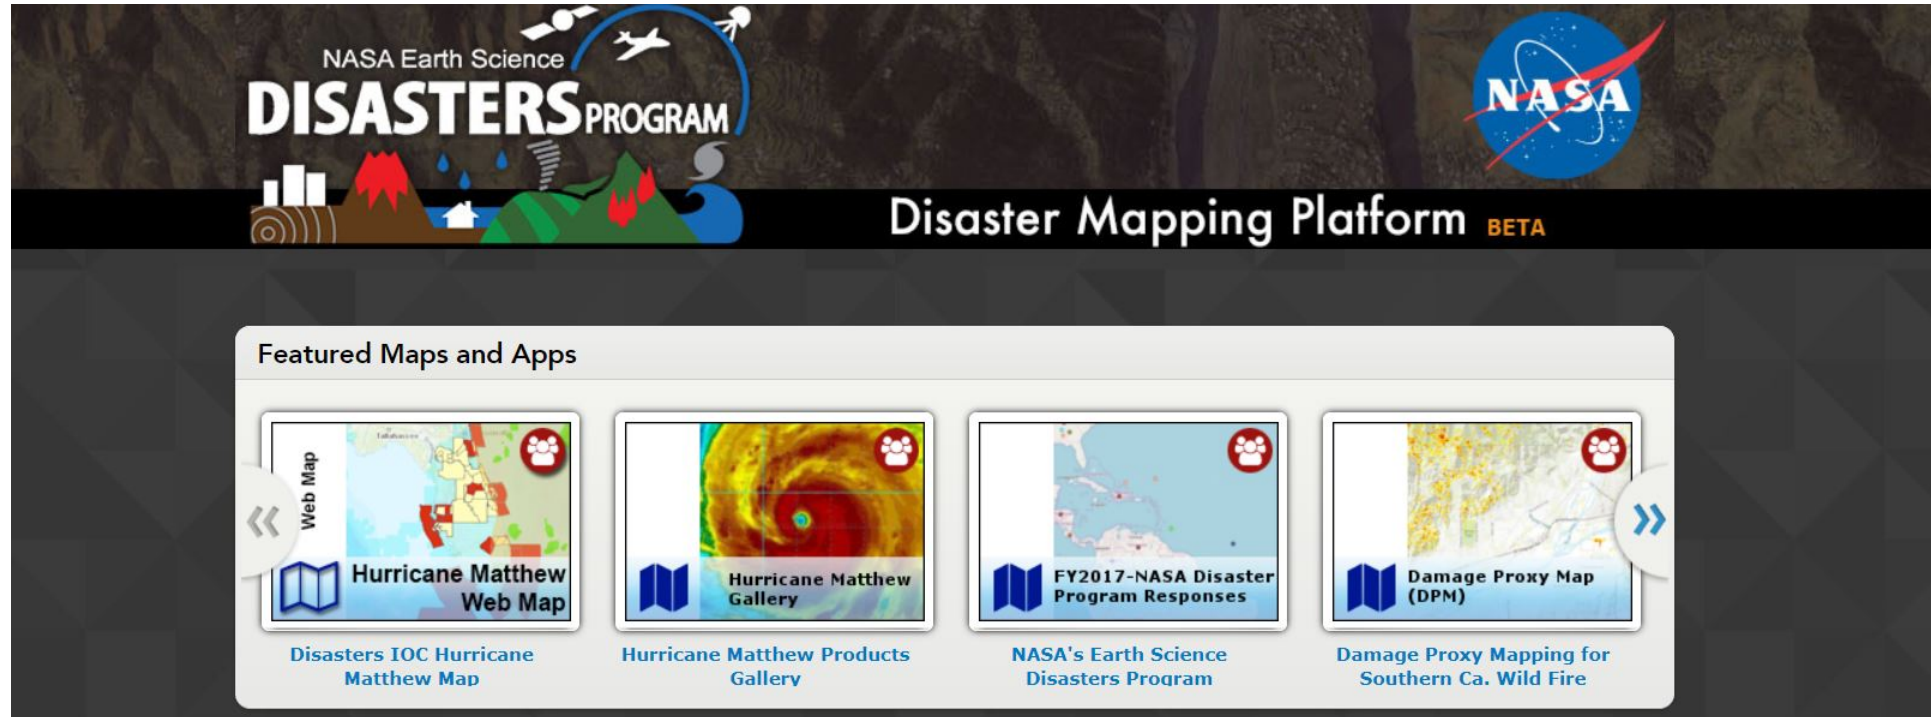 NASA Earth Science
DISASTERS PROGRAM
NASA
Disaster Mapping Platform BETA
Featured Maps and Apps
Web Map
Tallahassee
Hurricane Matthew
Web Map
Disasters IOC Hurricane
Matthew Map
Hurricane Matthew
Gallery
Hurricane Matthew Products
Gallery
FY2017-NASA Disaster
Program Responses
NASA's Earth Science
Disasters Program
Damage Proxy Map
(DPM)
Damage Proxy Mapping for
Southern Ca. Wild Fire